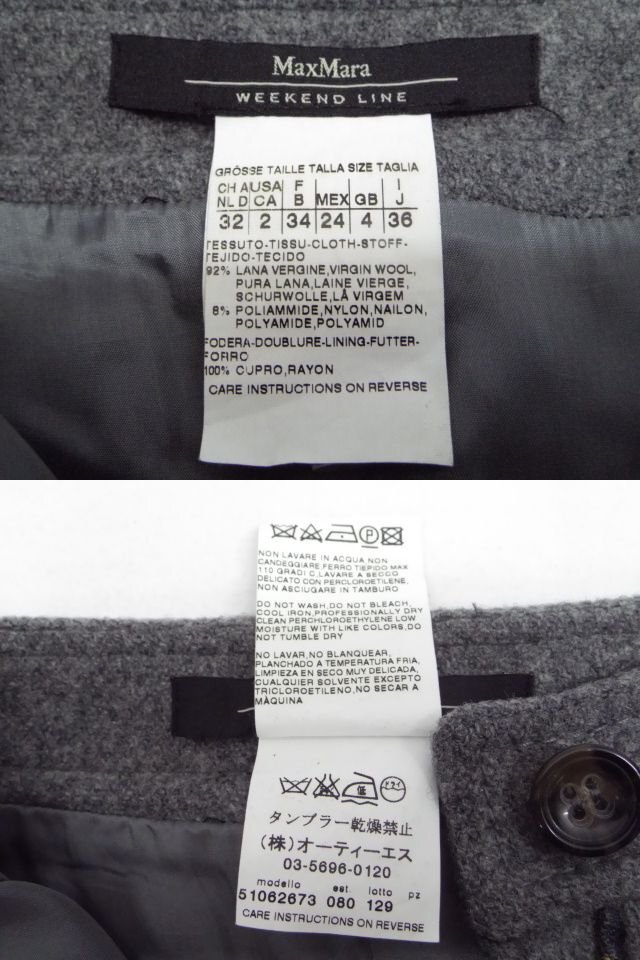 MaxMara
WEEKEND LINE
GRÖSSE TAILLE TALLA SIZE TAGLIA
CH A USA F I
NL D CA B MEX GB J
32 2 34 24 4 36
TESSUTO-TISSU-CLOTH-STOFF-
TEJIDO-TECIDO
92% LANA VERGINE,VIRGIN WOOL,
PURA LANA,LAINE VIERGE,
SCHURWOLLE,LÅ VIRGEM
8% POLIAMMIDE,NYLON,NAILON,
POLYAMIDE,POLYAMID
FODERA-DOUBLURE-LINING-FUTTER-
FORRO
100% CUPRO,RAYON
CARE INSTRUCTIONS ON REVERSE
P
NON LAVARE IN ACQUA NON
CANDEGGIARE,FERRO TIEPIDO MAX
110 GRADI C,LAVARE A SECCO
DELICATO CON PERCLOROETILENE,
NON ASCIUGARE IN TAMBURO
DO NOT WASH,DO NOT BLEACH,
COOL IRON,PROFESSIONALLY DRY
CLEAN PERCHLOROETHYLENE LOW
MOISTURE WITH LIKE COLORS,DO
NOT TUMBLE DRY
NO LAVAR,NO BLANQUEAR,
PLANCHADO A TEMPERATURA FRIA,
LIMPIEZA EN SECO MUY DELICADA,
CUALQUIER SOLVENTE EXCEPTO
TRICLOROETILENO,NO SECAR A
MÀQUINA
低 ドライ
タンブラー乾燥禁止
(株)オーティーエス
03-5696-0120
modello est. lotto pz
51062673 080 129
CARE INSTRUCTIONS ON REVERSE